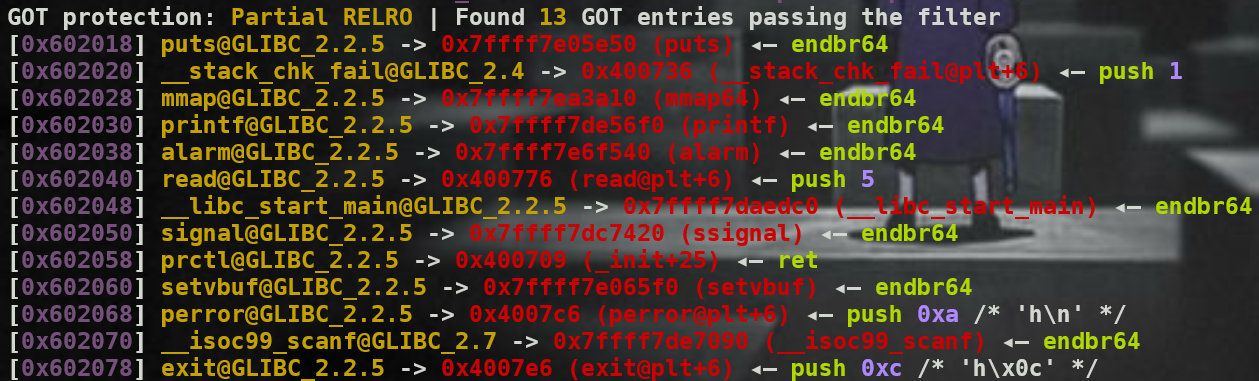 GOT protection: Partial RELRO | Found 13 GOT entries passing the filter
[0x602018] puts@GLIBC_2.2.5 -> 0x7ffff7e05e50 (puts) ◂— endbr64
[0x602020] __stack_chk_fail@GLIBC_2.4 -> 0x400736 (__stack_chk_fail@plt+6) ◂— push 1
[0x602028] mmap@GLIBC_2.2.5 -> 0x7ffff7ea3a10 (mmap64) ◂— endbr64
[0x602030] printf@GLIBC_2.2.5 -> 0x7ffff7de56f0 (printf) ◂— endbr64
[0x602038] alarm@GLIBC_2.2.5 -> 0x7ffff7e6f540 (alarm) ◂— endbr64
[0x602040] read@GLIBC_2.2.5 -> 0x400776 (read@plt+6) ◂— push 5
[0x602048] __libc_start_main@GLIBC_2.2.5 -> 0x7ffff7daedc0 (__libc_start_main) ◂— endbr64
[0x602050] signal@GLIBC_2.2.5 -> 0x7ffff7dc7420 (ssignal) ◂— endbr64
[0x602058] prctl@GLIBC_2.2.5 -> 0x400709 (_init+25) ◂— ret
[0x602060] setvbuf@GLIBC_2.2.5 -> 0x7ffff7e065f0 (setvbuf) ◂— endbr64
[0x602068] perror@GLIBC_2.2.5 -> 0x4007c6 (perror@plt+6) ◂— push 0xa /* 'h\n' */
[0x602070] __isoc99_scanf@GLIBC_2.7 -> 0x7ffff7de7090 (__isoc99_scanf) ◂— endbr64
[0x602078] exit@GLIBC_2.2.5 -> 0x4007e6 (exit@plt+6) ◂— push 0xc /* 'h\x0c' */